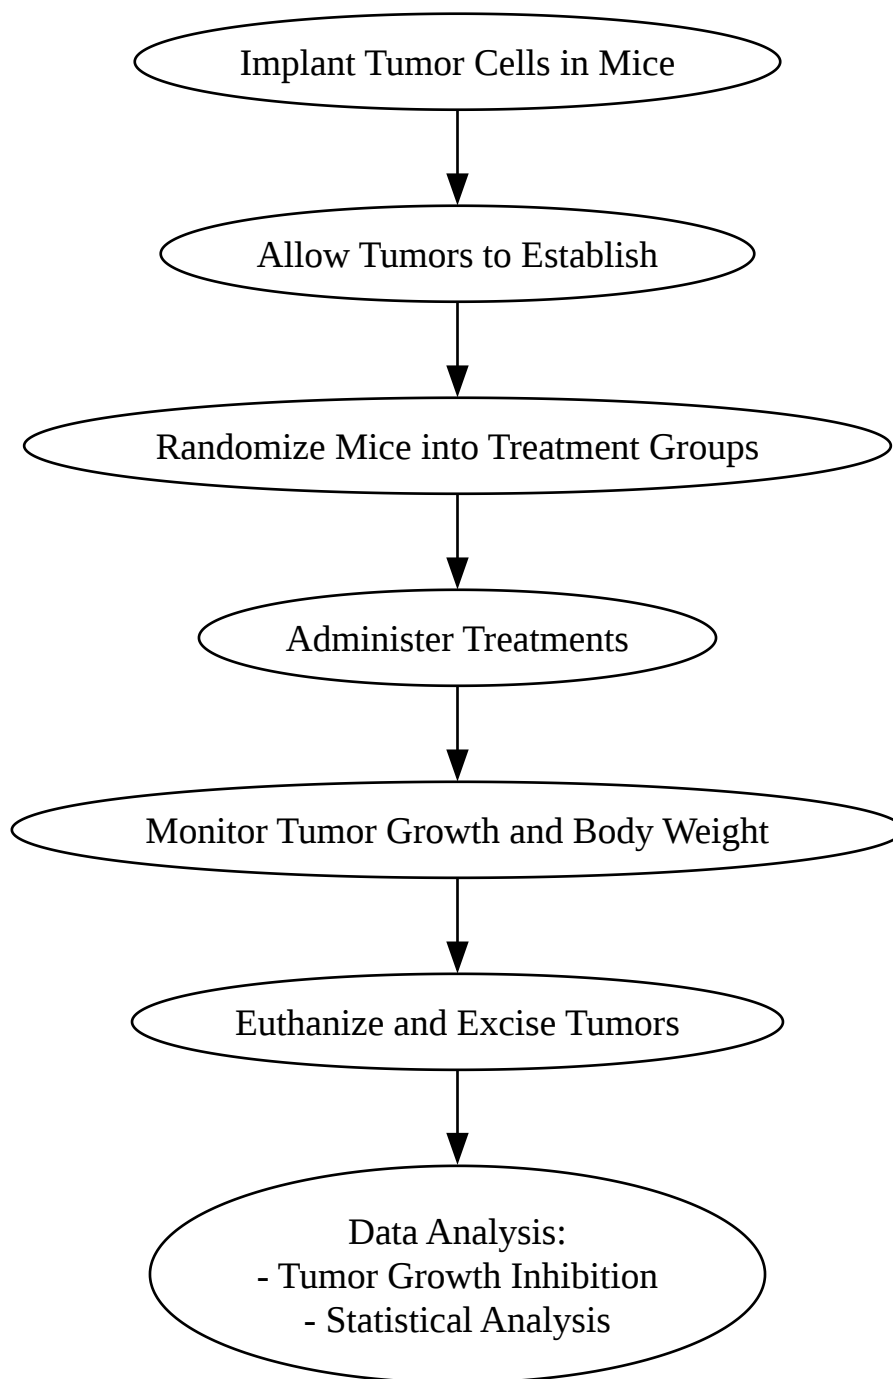 Implant Tumor Cells in Mice
Allow Tumors to Establish
Randomize Mice into Treatment Groups
Administer Treatments
Monitor Tumor Growth and Body Weight
Euthanize and Excise Tumors
Data Analysis:
- Tumor Growth Inhibition
- Statistical Analysis